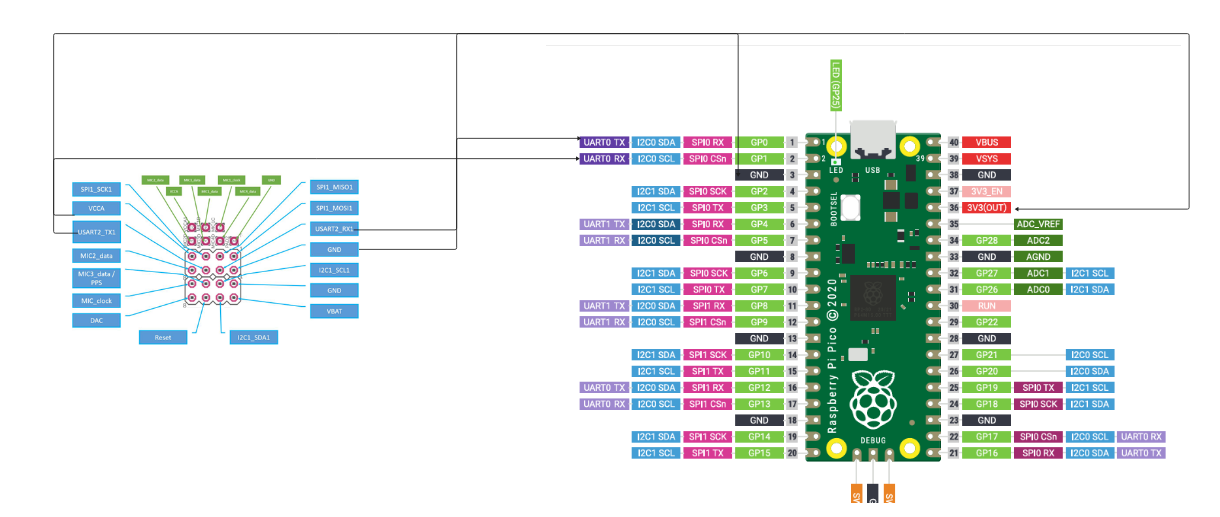 LED (GP25)
UART0 TX I2C0 SDA SPI0 RX GP0 1
UART0 RX I2C0 SCL SPI0 CSn GP1 2
GND 3
I2C1 SDA SPI0 SCK GP2 4
I2C1 SCL SPI0 TX GP3 5
UART1 TX I2C0 SDA SPI0 RX GP4 6
UART1 RX I2C0 SCL SPI0 CSn GP5 7
GND 8
I2C1 SDA SPI0 SCK GP6 9
I2C1 SCL SPI0 TX GP7 10
UART1 TX I2C0 SDA SPI1 RX GP8 11
UART1 RX I2C0 SCL SPI1 CSn GP9 12
GND 13
I2C1 SDA SPI1 SCK GP10 14
I2C1 SCL SPI1 TX GP11 15
UART0 TX I2C0 SDA SPI1 RX GP12 16
UART0 RX I2C0 SCL SPI1 CSn GP13 17
GND 18
I2C1 SDA SPI1 SCK GP14 19
I2C1 SCL SPI1 TX GP15 20
1
2
39
LED
USB
BOOTSEL
Raspberry Pi Pico © 2020
DEBUG
40 VBUS
39 VSYS
38 GND
37 3V3_EN
36 3V3(OUT)
35 ADC_VREF
34 GP28 ADC2
33 GND AGND
32 GP27 ADC1 I2C1 SCL
31 GP26 ADC0 I2C1 SDA
30 RUN
29 GP22
28 GND
27 GP21 I2C0 SCL
26 GP20 I2C0 SDA
25 GP19 SPI0 TX I2C1 SCL
24 GP18 SPI0 SCK I2C1 SDA
23 GND
22 GP17 SPI0 CSn I2C0 SCL UART0 RX
21 GP16 SPI0 RX I2C0 SDA UART0 TX
SW
G
SW
SPI1_SCK1
VCCA
USART2_TX1
MIC2_data
MIC3_data /
PPS
MIC_clock
DAC
Reset
I2C1_SDA1
SPI1_MISO1
SPI1_MOSI1
USART2_RX1
GND
I2C1_SCL1
GND
VBAT